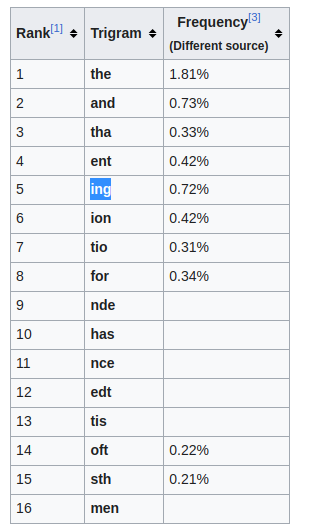 Rank[1] Trigram Frequency[3]
(Different source)
1 the 1.81%
2 and 0.73%
3 tha 0.33%
4 ent 0.42%
5 ing 0.72%
6 ion 0.42%
7 tio 0.31%
8 for 0.34%
9 nde
10 has
11 nce
12 edt
13 tis
14 oft 0.22%
15 sth 0.21%
16 men